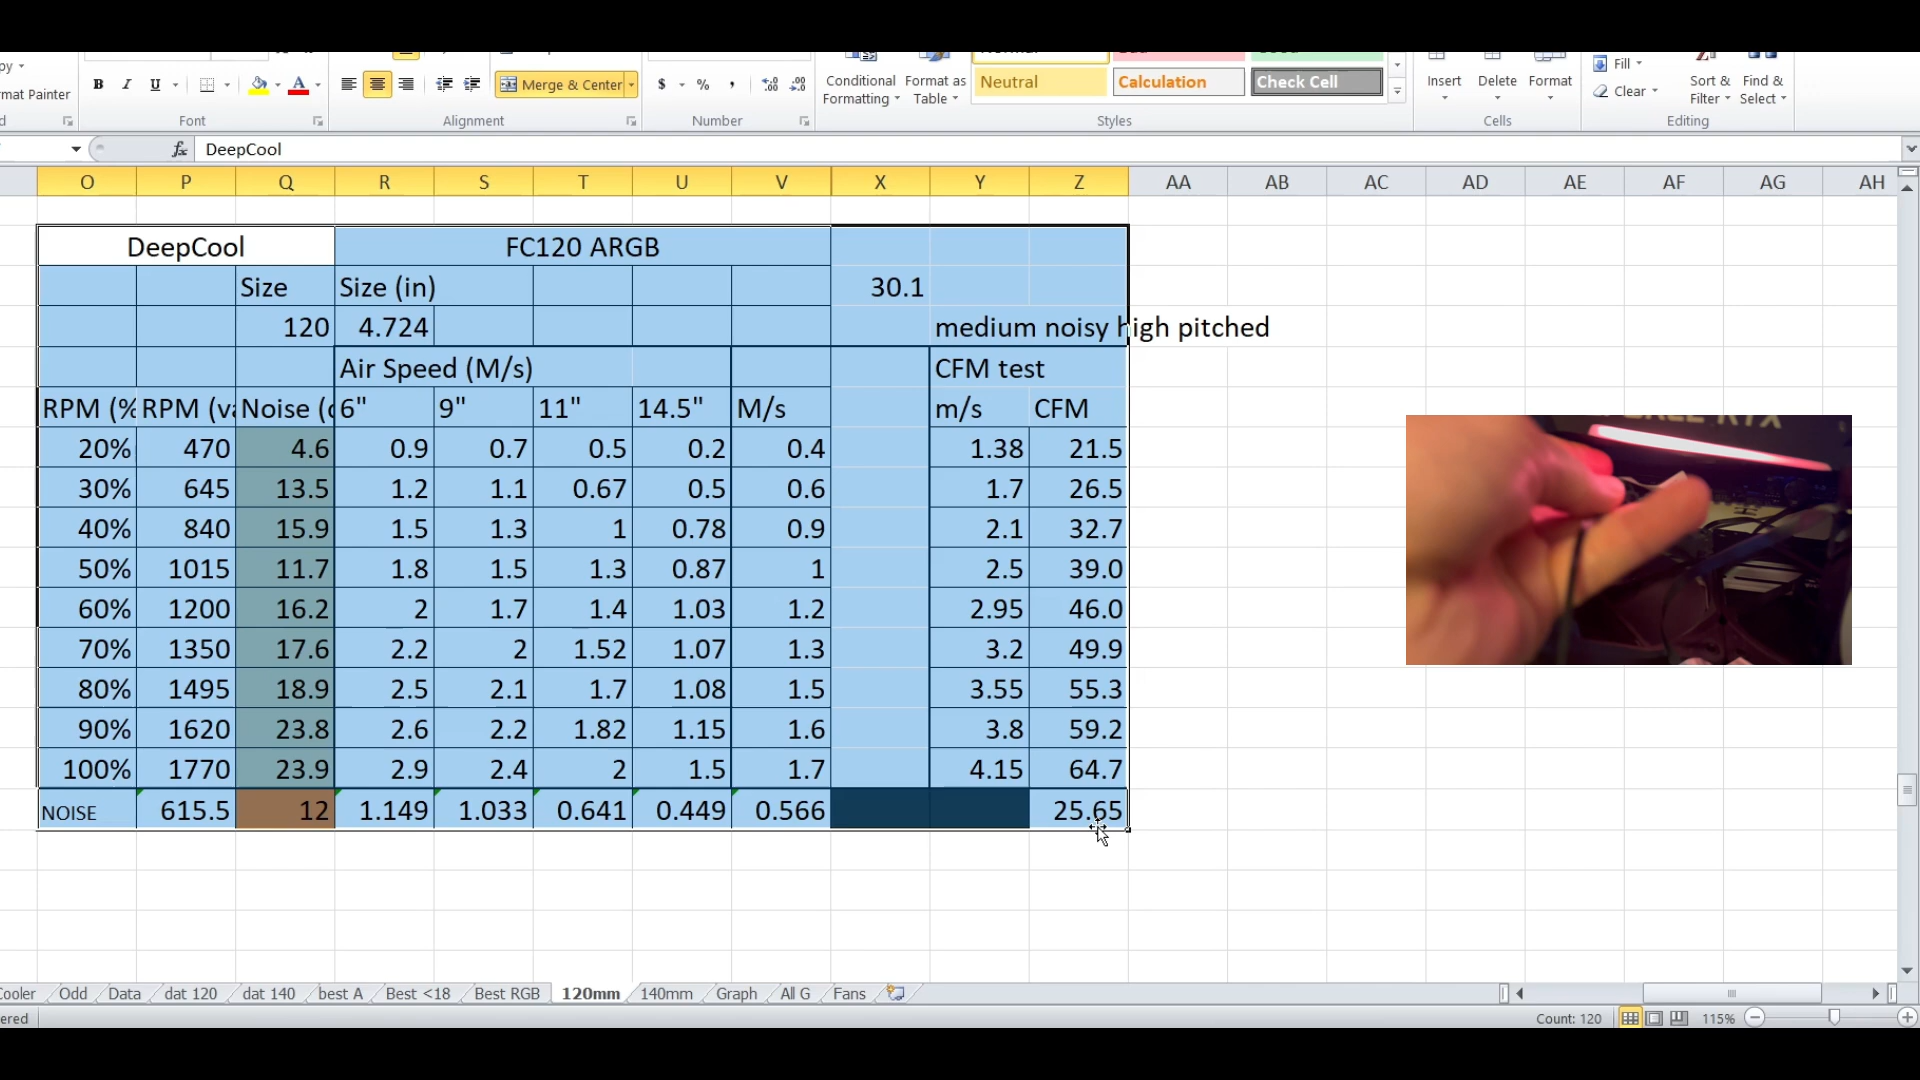 Normal
Bad
Good
py
rmat Painter
B I U
Merge & Center
$ % ,
Conditional Formatting
Format as Table
Neutral
Calculation
Check Cell
Insert
Delete
Format
Fill
Clear
Sort & Filter
Find & Select
Font
Alignment
Number
Styles
Cells
Editing
fx DeepCool
O P Q R S T U V X Y Z AA AB AC AD AE AF AG AH
DeepCool FC120 ARGB
Size Size (in) 30.1
120 4.724 medium noisy high pitched
Air Speed (M/s) CFM test
RPM (% RPM (va Noise (d 6" 9" 11" 14.5" M/s m/s CFM
20% 470 4.6 0.9 0.7 0.5 0.2 0.4 1.38 21.5
30% 645 13.5 1.2 1.1 0.67 0.5 0.6 1.7 26.5
40% 840 15.9 1.5 1.3 1 0.78 0.9 2.1 32.7
50% 1015 11.7 1.8 1.5 1.3 0.87 1 2.5 39.0
60% 1200 16.2 2 1.7 1.4 1.03 1.2 2.95 46.0
70% 1350 17.6 2.2 2 1.52 1.07 1.3 3.2 49.9
80% 1495 18.9 2.5 2.1 1.7 1.08 1.5 3.55 55.3
90% 1620 23.8 2.6 2.2 1.82 1.15 1.6 3.8 59.2
100% 1770 23.9 2.9 2.4 2 1.5 1.7 4.15 64.7
NOISE 615.5 12 1.149 1.033 0.641 0.449 0.566 25.65
Cooler Odd Data dat 120 dat 140 best A Best <18 Best RGB 120mm 140mm Graph All G Fans
ered Count: 120 115%